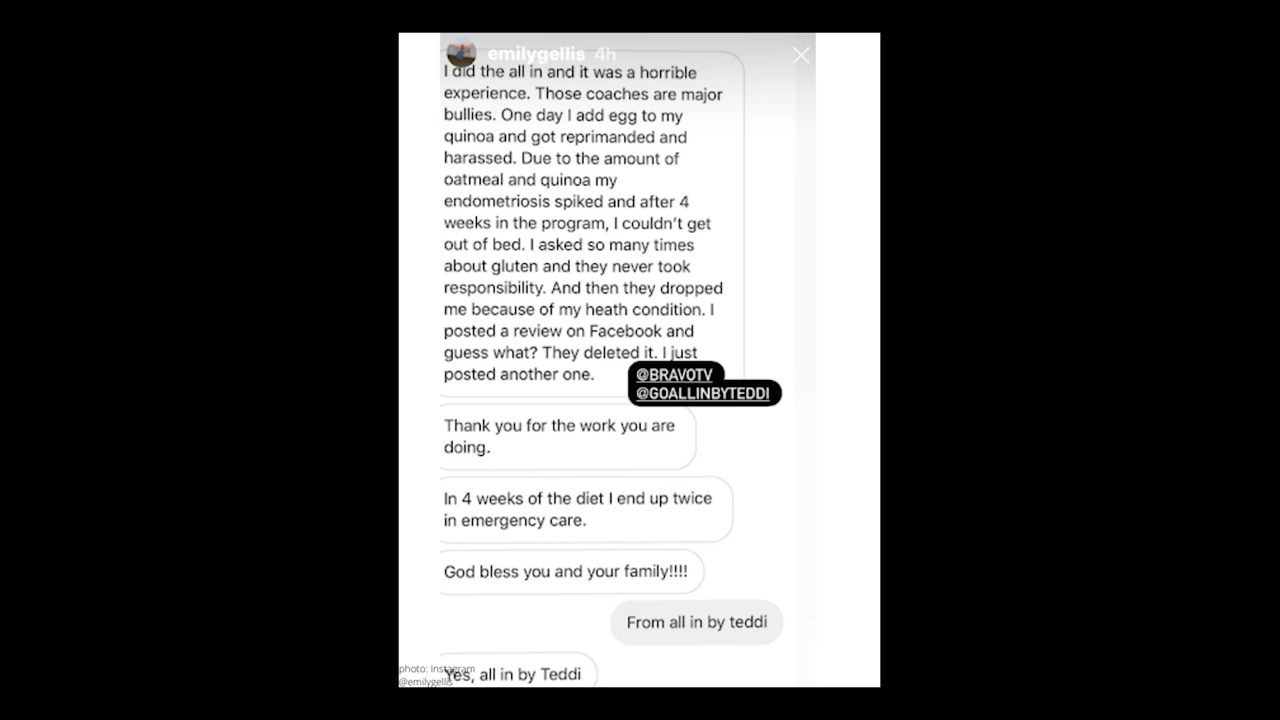 emilygellis 4h
I did the all in and it was a horrible
experience. Those coaches are major
bullies. One day I add egg to my
quinoa and got reprimanded and
harassed. Due to the amount of
oatmeal and quinoa my
endometriosis spiked and after 4
weeks in the program, I couldn't get
out of bed. I asked so many times
about gluten and they never took
responsibility. And then they dropped
me because of my heath condition. I
posted a review on Facebook and
guess what? They deleted it. I just
posted another one.
@BRAVOTV
@GOALLINBYTEDDI
Thank you for the work you are
doing.
In 4 weeks of the diet I end up twice
in emergency care.
God bless you and your family!!!!
From all in by teddi
Yes, all in by Teddi
photo: Instagram
@emilygellis